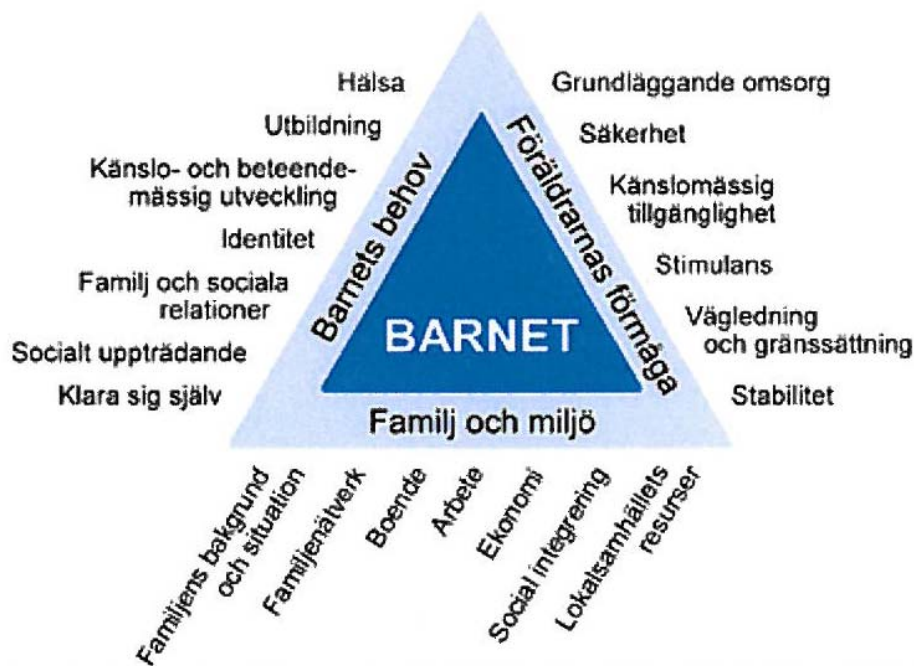 Hälsa
Utbildning
Känslo- och beteende-
mässig utveckling
Identitet
Familj och sociala
relationer
Socialt uppträdande
Klara sig själv
Barnets behov
BARNET
Föräldrarnas förmåga
Grundläggande omsorg
Säkerhet
Känslomässig
tillgänglighet
Stimulans
Vägledning
och gränssättning
Stabilitet
Familj och miljö
Familjens bakgrund
och situation
Familjenätverk
Boende
Arbete
Ekonomi
Social integrering
Lokalsamhällets
resurser